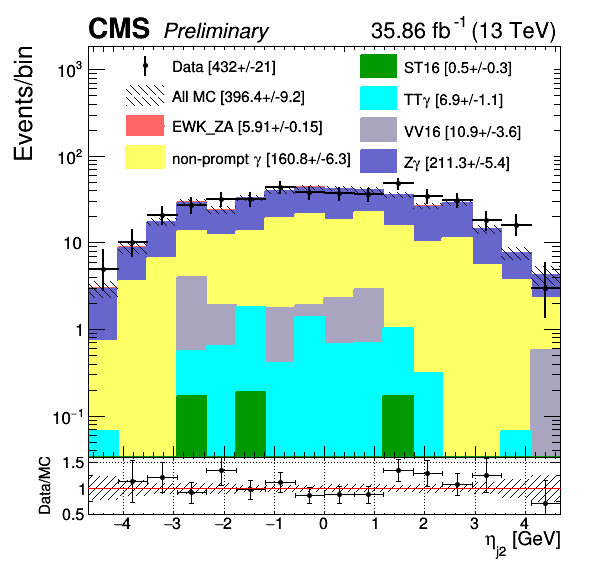 CMS Preliminary 35.86 fb⁻¹ (13 TeV)
Events/bin
Data [432+/-21]
All MC [396.4+/-9.2]
EWK_ZA [5.91+/-0.15]
non-prompt γ [160.8+/-6.3]
ST16 [0.5+/-0.3]
TTγ [6.9+/-1.1]
VV16 [10.9+/-3.6]
Zγ [211.3+/-5.4]
10³
10²
10
1
10⁻¹
Data/MC
1.5
1
0.5
−4 −3 −2 −1 0 1 2 3 4
η_j2 [GeV]